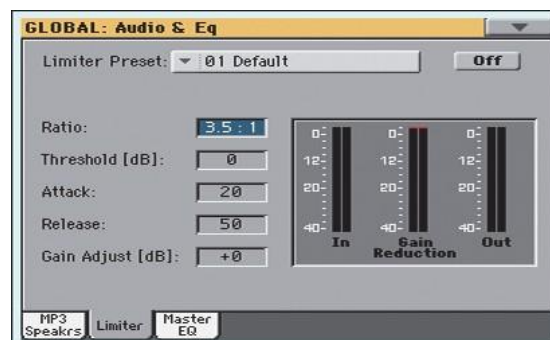 GLOBAL: Audio & Eq
Limiter Preset: 01 Default Off
Ratio: 3.5 : 1
Threshold [dB]: 0
Attack: 20
Release: 50
Gain Adjust [dB]: +0
0 0 0
12 12 12
20 20 20
40 40 40
In Gain Reduction Out
MP3 Speakrs Limiter Master EQ